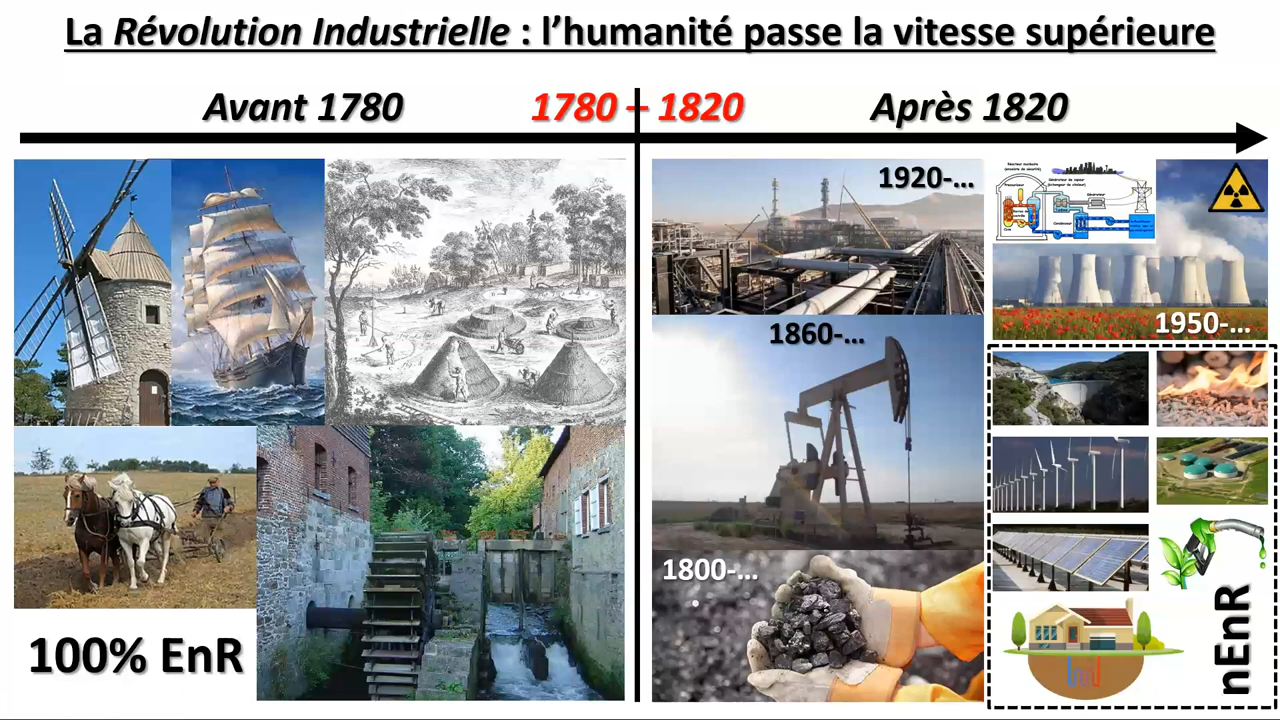 La Révolution Industrielle : l’humanité passe la vitesse supérieure
Avant 1780
1780 – 1820
Après 1820
1920-…
1860-…
1800-…
1950-…
100% EnR
nEnR